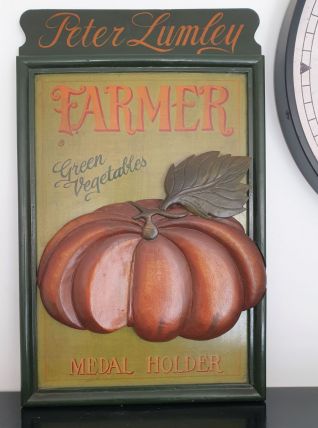 Peter Lumley
FARMER
Green
Vegetables
MEDAL HOLDER